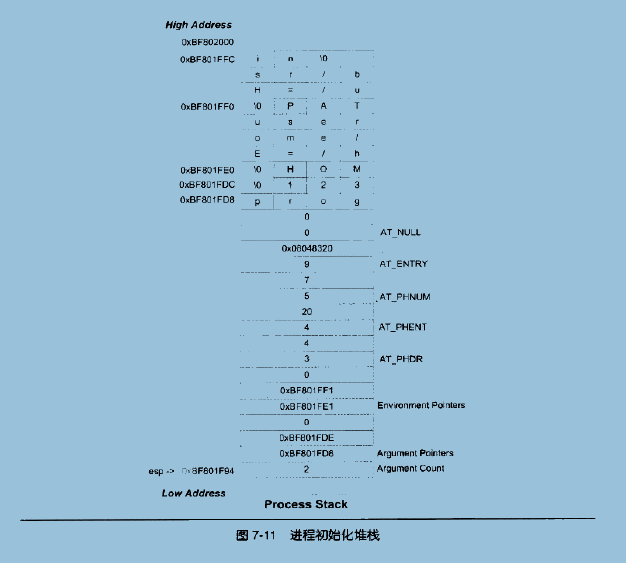 High Address
0xBF802000
0xBF801FFC i n \0
s r / b
H = / u
0xBF801FF0 \0 P A T
u s e r
o m e /
E = / h
0xBF801FE0 \0 H O M
0xBF801FDC \0 1 2 3
0xBF801FD8 p r o g
0
0 AT_NULL
0x08048320
9 AT_ENTRY
7
5 AT_PHNUM
20
4 AT_PHENT
4
3 AT_PHDR
0
0xBF801FF1
0xBF801FE1 Environment Pointers
0
0xBF801FDE
0xBF801FD8 Argument Pointers
esp -> 0xBF801F94 2 Argument Count
Low Address
Process Stack
图 7-11 进程初始化堆栈